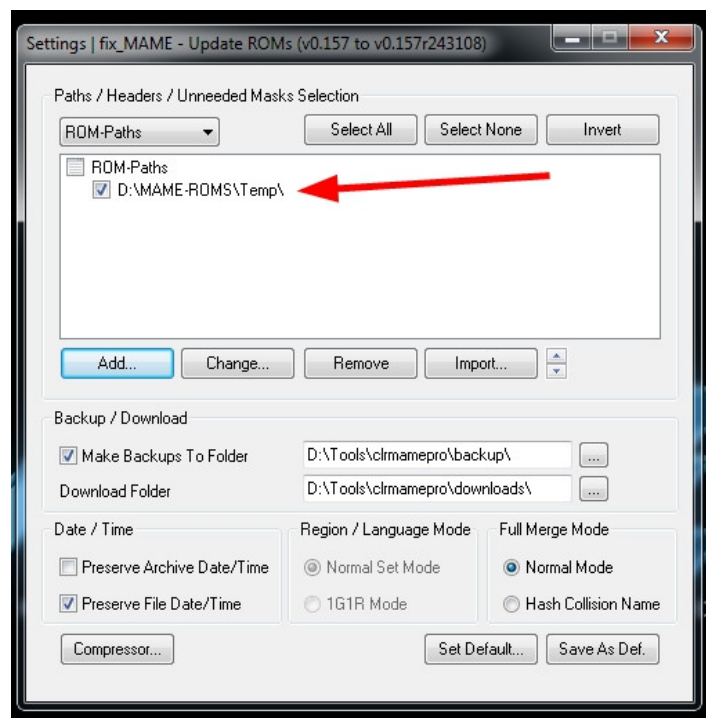 Settings | fix_MAME - Update ROMs (v0.157 to v0.157r243108)
Paths / Headers / Unneeded Masks Selection
ROM-Paths
Select All
Select None
Invert
ROM-Paths
D:\MAME-ROMS\Temp\
Add...
Change...
Remove
Import...
Backup / Download
Make Backups To Folder
D:\Tools\clrmamepro\backup\
...
Download Folder
D:\Tools\clrmamepro\downloads\
...
Date / Time
Preserve Archive Date/Time
Preserve File Date/Time
Region / Language Mode
Normal Set Mode
1G1R Mode
Full Merge Mode
Normal Mode
Hash Collision Name
Compressor...
Set Default...
Save As Def.